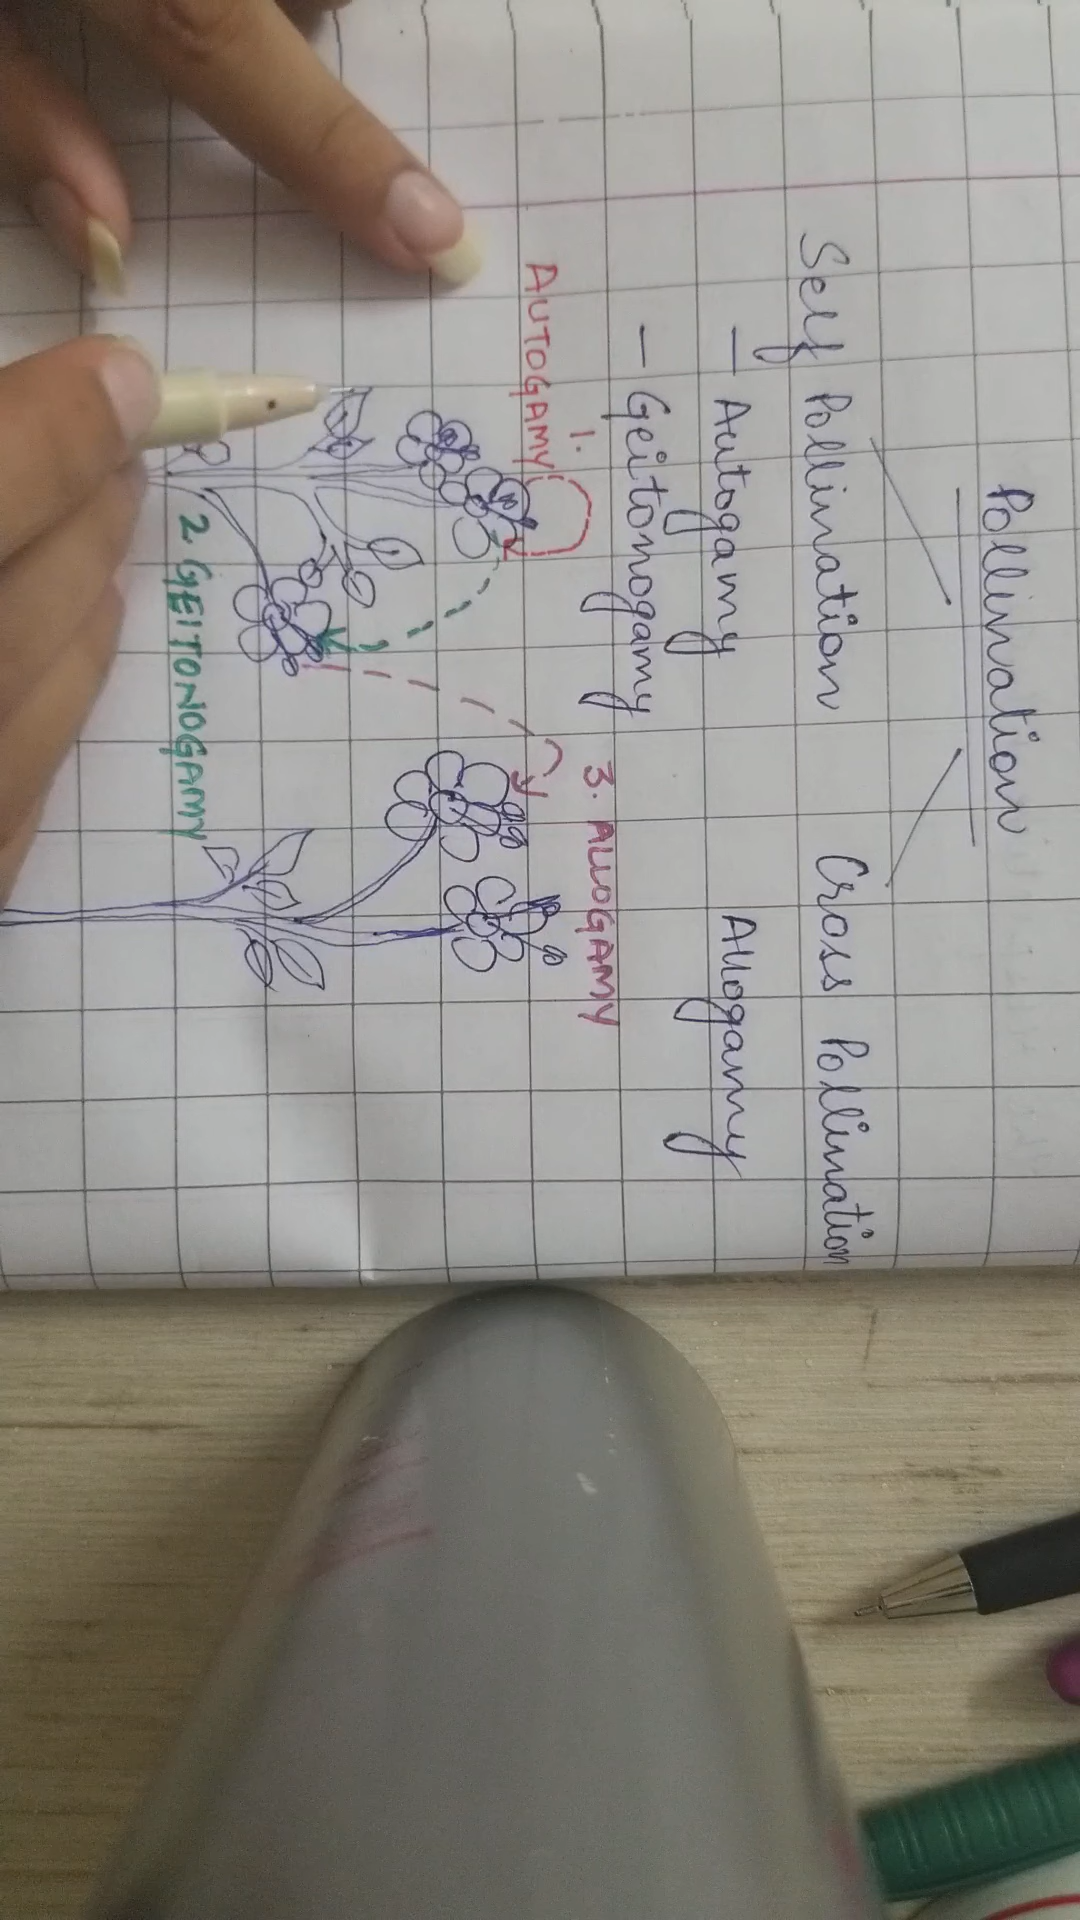 Pollination
Self Pollination
Cross Pollination
— Autogamy
Allogamy
— Geitonogamy
1.
AUTOGAMY
3. ALLOGAMY
2. GEITONOGAMY